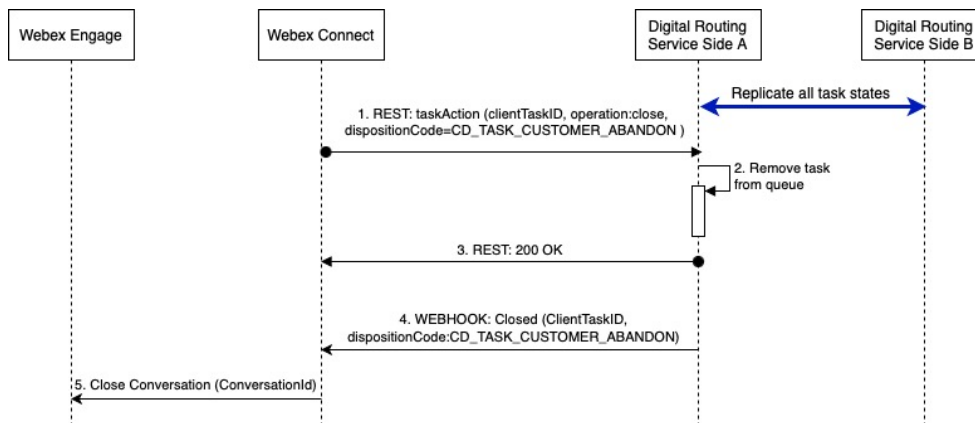 Webex Engage
Webex Connect
Digital Routing
Service Side A
Digital Routing
Service Side B
Replicate all task states
1. REST: taskAction (clientTaskID, operation:close,
dispositionCode=CD_TASK_CUSTOMER_ABANDON )
2. Remove task
from queue
3. REST: 200 OK
4. WEBHOOK: Closed (ClientTaskID,
dispositionCode:CD_TASK_CUSTOMER_ABANDON)
5. Close Conversation (ConversationId)